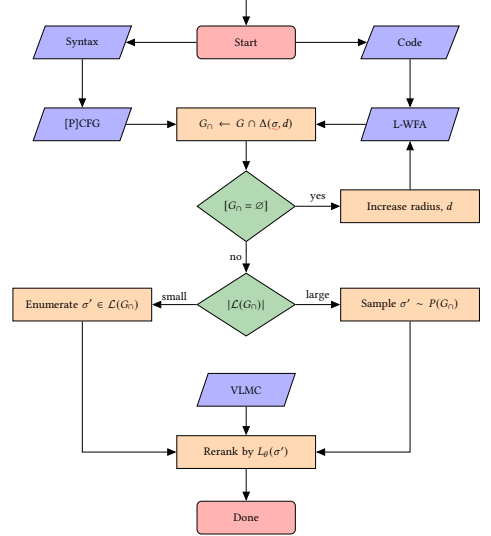 Syntax
Start
Code
[P]CFG
G∩ ← G ∩ Δ(σ, d)
L-WFA
[G∩ = ∅]
yes
Increase radius, d
no
Enumerate σ′ ∈ ℒ(G∩)
small
|ℒ(G∩)|
large
Sample σ′ ∼ P(G∩)
VLMC
Rerank by L_θ(σ′)
Done